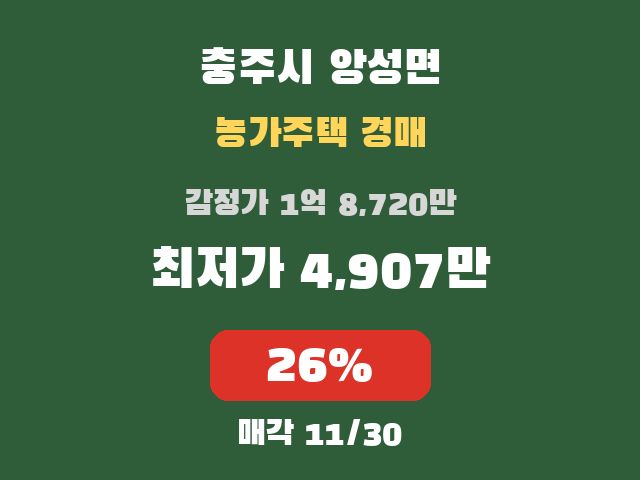 충주시 앙성면
농가주택 경매
감정가 1억 8,720만
최저가 4,907만
26%
매각 11/30